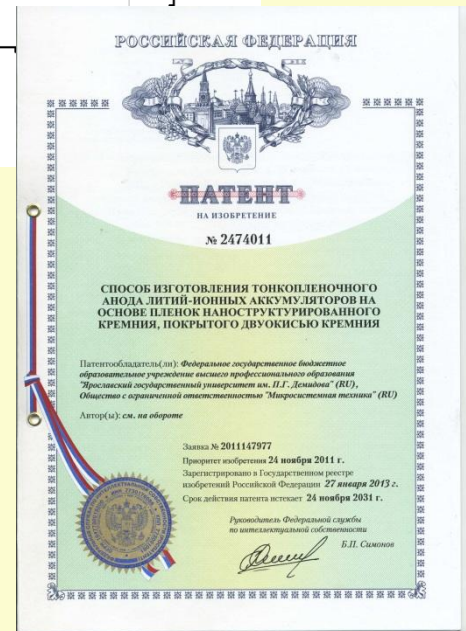 РОССИЙСКАЯ ФЕДЕРАЦИЯ
ПАТЕНТ
НА ИЗОБРЕТЕНИЕ
№ 2474011
СПОСОБ ИЗГОТОВЛЕНИЯ ТОНКОПЛЕНОЧНОГО
АНОДА ЛИТИЙ-ИОННЫХ АККУМУЛЯТОРОВ НА
ОСНОВЕ ПЛЕНОК НАНОСТРУКТУРИРОВАННОГО
КРЕМНИЯ, ПОКРЫТОГО ДВУОКИСЬЮ КРЕМНИЯ
Патентообладатель(ли): Федеральное государственное бюджетное
образовательное учреждение высшего профессионального образования
"Ярославский государственный университет им. П.Г. Демидова" (RU),
Общество с ограниченной ответственностью "Микросистемная техника" (RU)
Автор(ы): см. на обороте
Заявка № 2011147977
Приоритет изобретения 24 ноября 2011 г.
Зарегистрировано в Государственном реестре
изобретений Российской Федерации 27 января 2013 г.
Срок действия патента истекает 24 ноября 2031 г.
Руководитель Федеральной службы
по интеллектуальной собственности
Б.П. Симонов